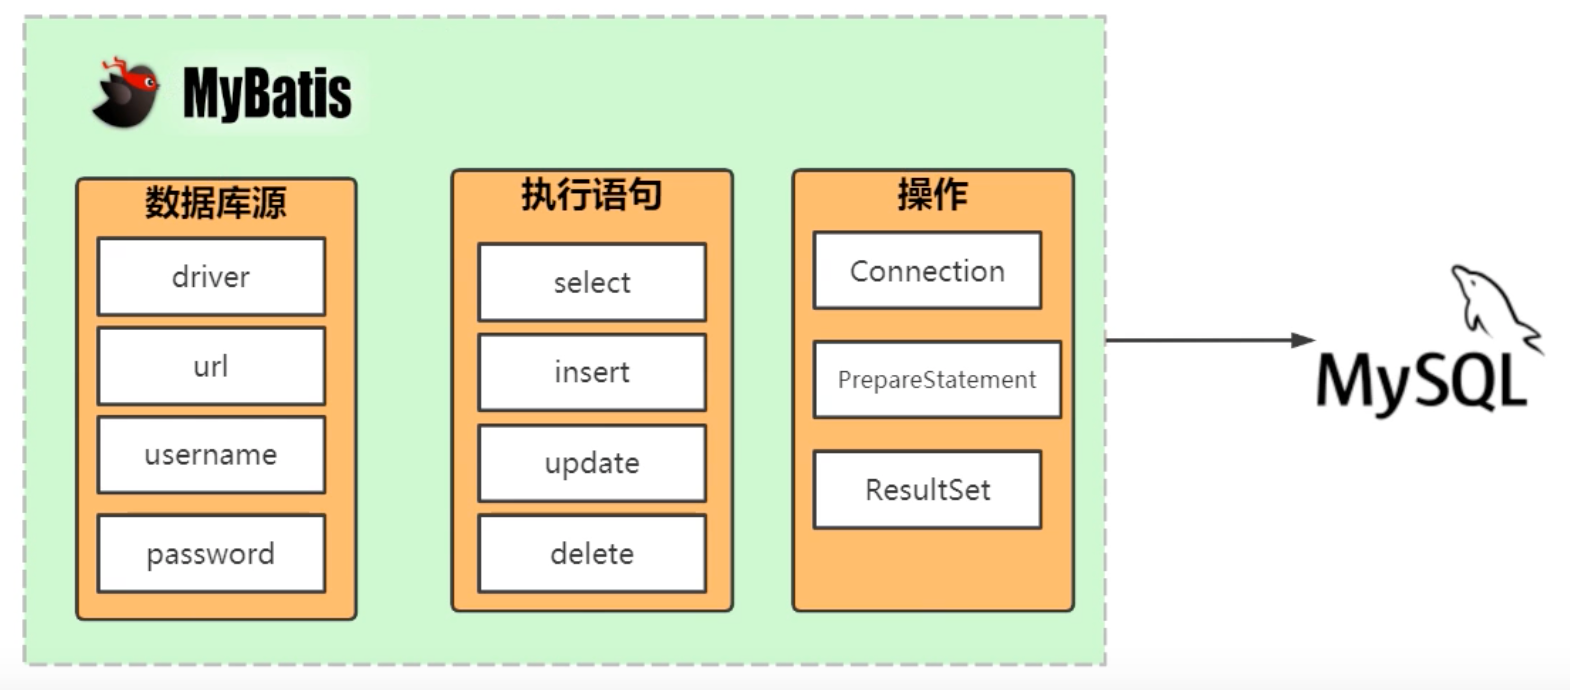 MyBatis
数据库源
driver
url
username
password
执行语句
select
insert
update
delete
操作
Connection
PrepareStatement
ResultSet
MySQL